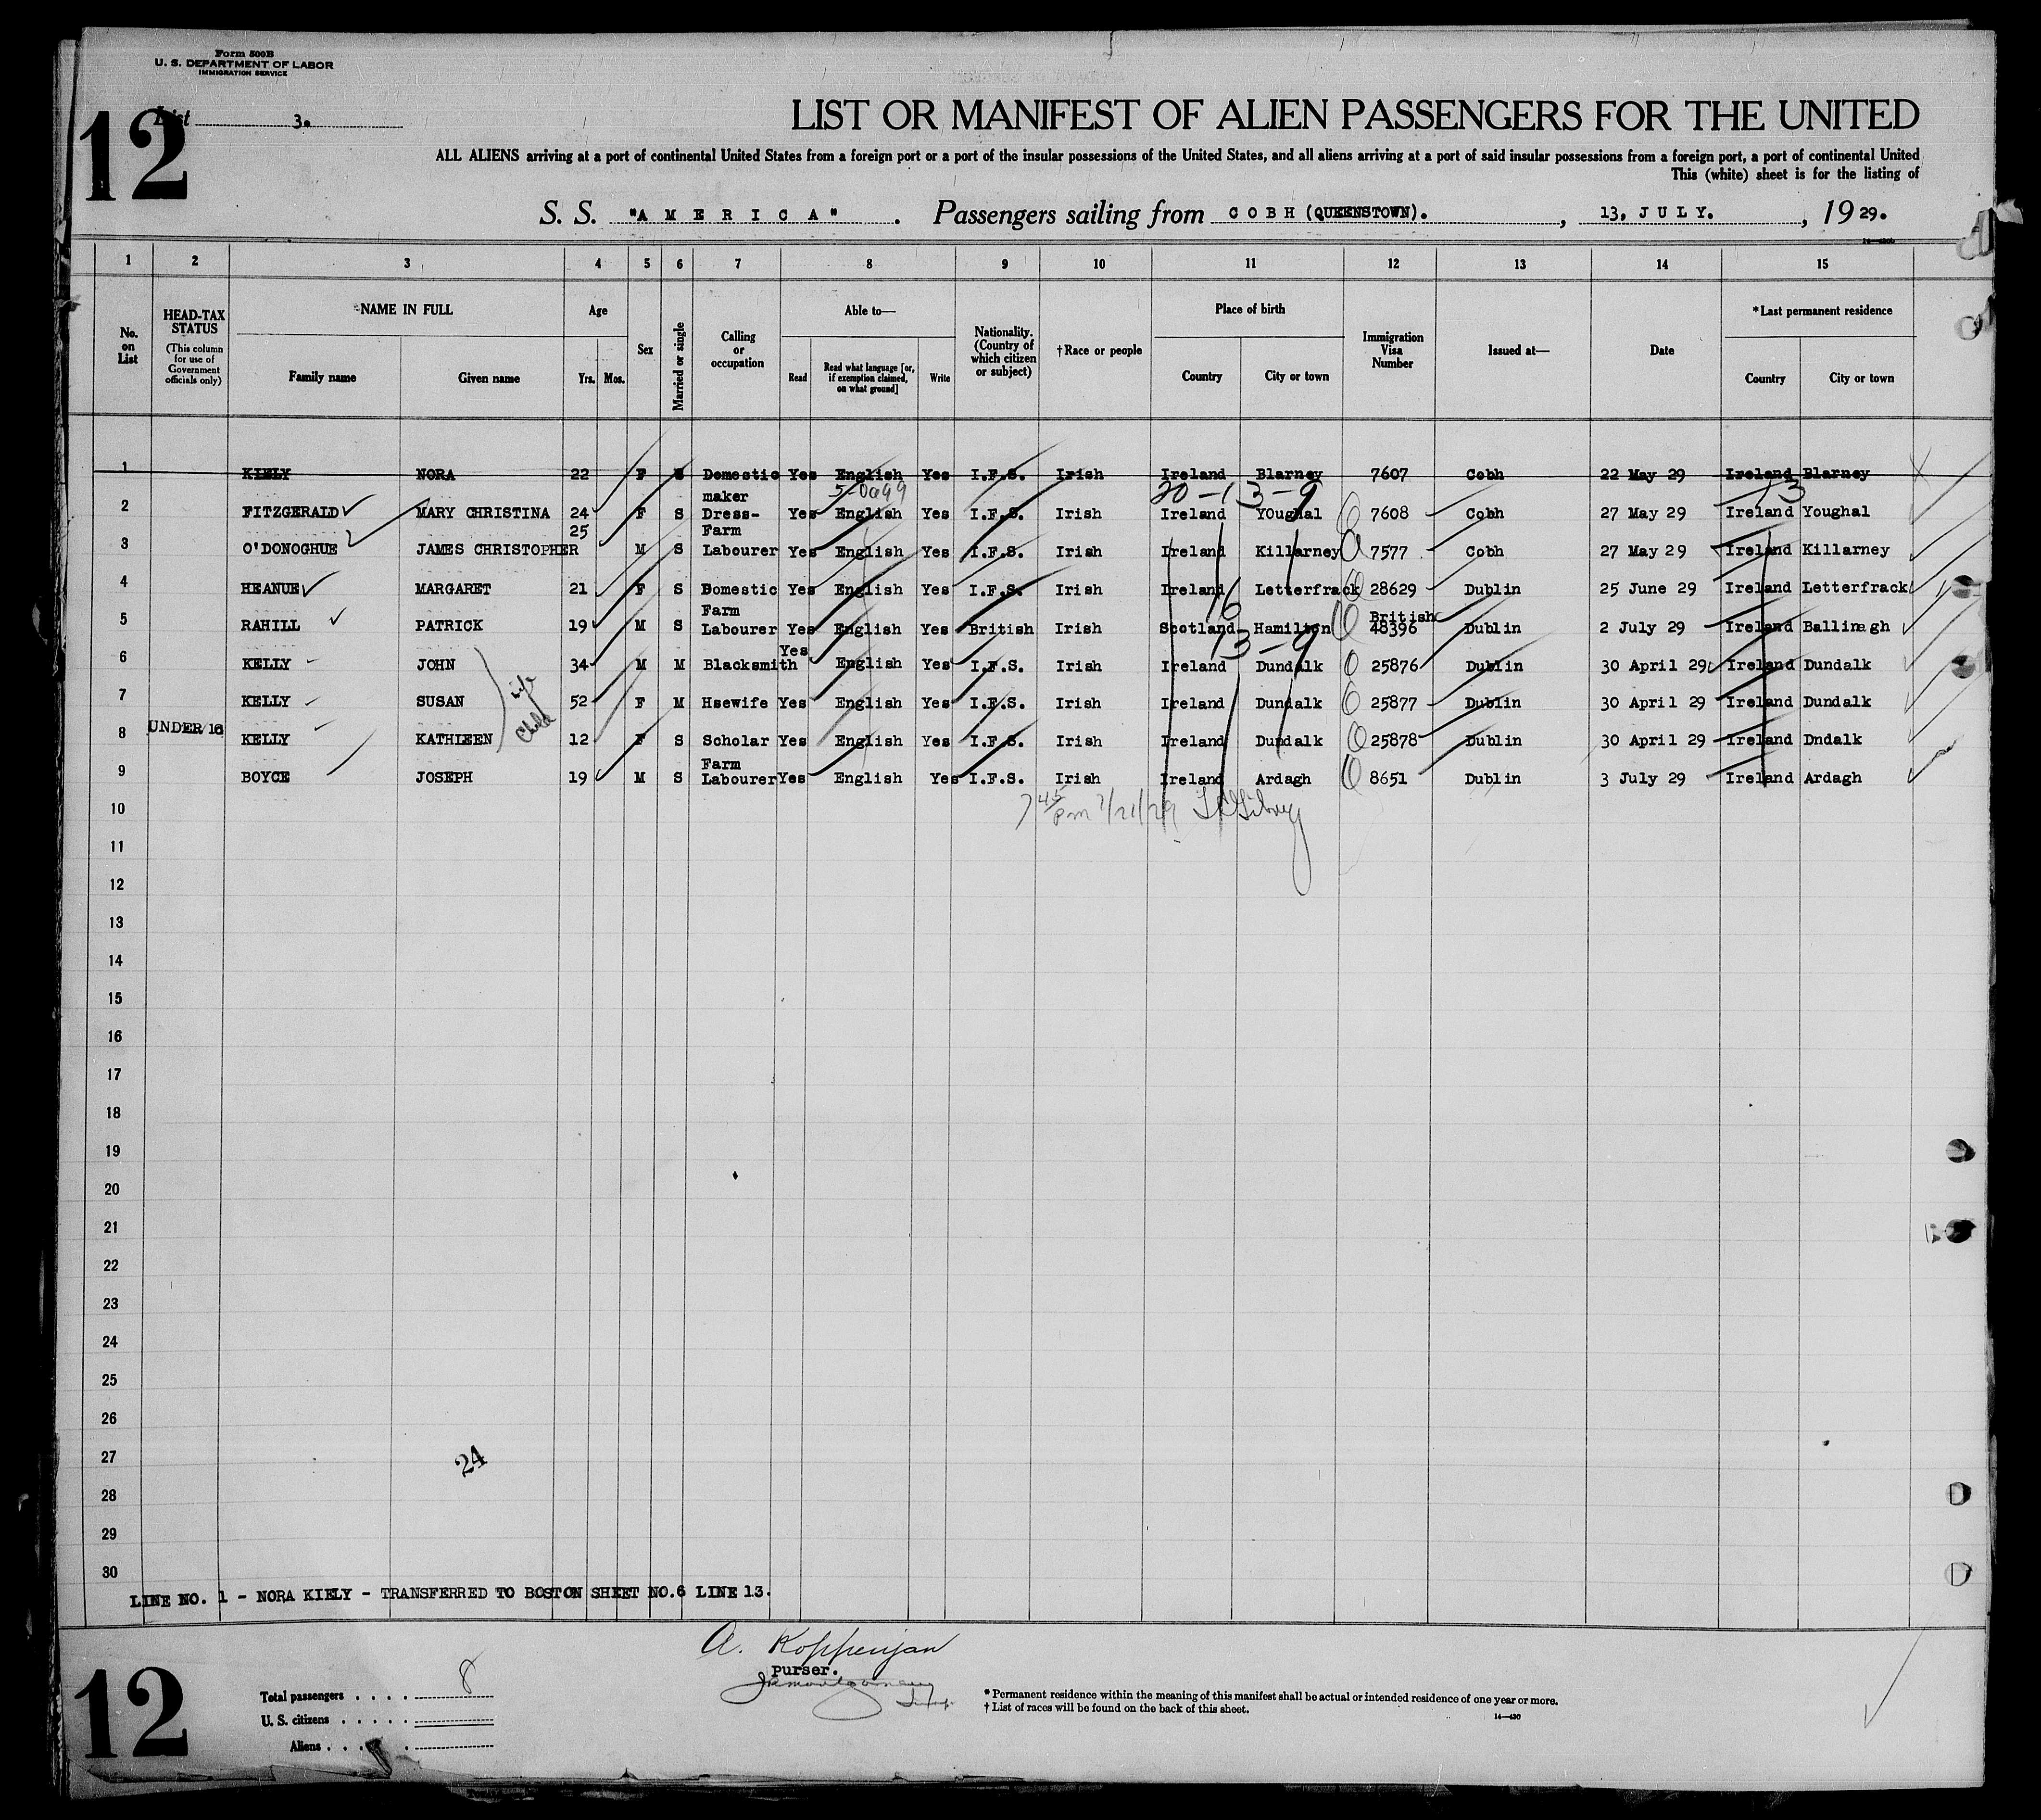 Form 500B
U. S. DEPARTMENT OF LABOR
IMMIGRATION SERVICE
12
List 3.
LIST OR MANIFEST OF ALIEN PASSENGERS FOR THE UNITED
ALL ALIENS arriving at a port of continental United States from a foreign port or a port of the insular possessions of the United States, and all aliens arriving at a port of said insular possessions from a foreign port, a port of continental United
This (white) sheet is for the listing of
S. S. "A M E R I C A" . Passengers sailing from C O B H (QUEENSTOWN). , 13, J U L Y. , 19 29.
1 2 3 4 5 6 7 8 9 10 11 12 13 14 15
No. on List
HEAD-TAX STATUS
(This column for use of Government officials only)
NAME IN FULL
Family name Given name
Age
Yrs. Mos.
Sex
Married or single
Calling or occupation
Able to—
Read
Read what language [or, if exemption claimed, on what ground]
Write
Nationality. (Country of which citizen or subject)
† Race or people
Place of birth
Country City or town
Immigration Visa Number
Issued at—
Date
*Last permanent residence
Country City or town
1 KIELY NORA 22 F S Domestic Yes English Yes I.F.S. Irish Ireland Blarney 7607 Cobh 22 May 29 Ireland Blarney
maker 20-13-9 13
2 FITZGERALD MARY CHRISTINA 24 F S Dress- Yes English Yes I.F.S. Irish Ireland YOughal 7608 Cobh 27 May 29 Ireland Youghal
25 Farm
3 O'DONOGHUE JAMES CHRISTOPHER M S Labourer Yes English Yes I.F.S. Irish Ireland Killarney 7577 Cobh 27 May 29 Ireland Killarney
4 HEANUE MARGARET 21 F S Domestic Yes English Yes I.F.S. Irish Ireland Letterfrack 28629 Dublin 25 June 29 Ireland Letterfrack
Farm 16 British
5 RAHILL PATRICK 19 M S Labourer Yes English Yes British Irish Scotland Hamilton 48396 Dublin 2 July 29 Ireland Ballinagh
Yes 13-9
6 KELLY JOHN 34 M M Blacksmith English Yes I.F.S. Irish Ireland Dundalk 25876 Dublin 30 April 29 Ireland Dundalk
wife
7 KELLY SUSAN 52 F M Hsewife Yes English Yes I.F.S. Irish Ireland Dundalk 25877 Dublin 30 April 29 Ireland Dundalk
UNDER 16 Child
8 KELLY KATHLEEN 12 F S Scholar Yes English Yes I.F.S. Irish Ireland Dundalk 25878 Dublin 30 April 29 Ireland Dndalk
Farm
9 BOYCE JOSEPH 19 M S Labourer Yes English Yes I.F.S. Irish Ireland Ardagh 8651 Dublin 3 July 29 Ireland Ardagh
7 45 pm 7/21/29
10
11
12
13
14
15
16
17
18
19
20
21
22
23
24
25
26
27
24
28
29
30
LINE NO. 1 - NORA KIELY - TRANSFERRED TO BOSTON SHEET NO.6 LINE 13.
A. Koppenjan
purser.
12
Total passengers . . . . 8
U. S. citizens . . . . .
Aliens . . . .
* Permanent residence within the meaning of this manifest shall be actual or intended residence of one year or more.
† List of races will be found on the back of this sheet.
14—430